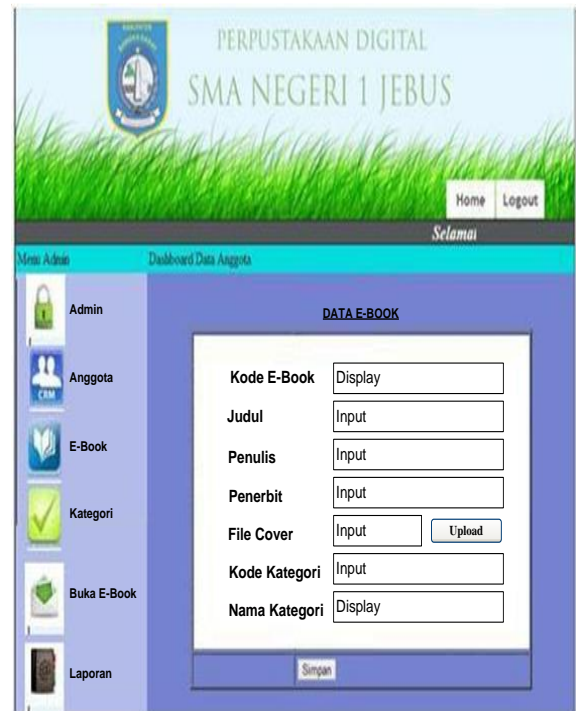 PERPUSTAKAAN DIGITAL
SMA NEGERI 1 JEBUS
Home Logout
Selamat
Menu Admin Dashboard Data Anggota
Admin
DATA E-BOOK
Anggota
CRM
E-Book
Kategori
Buka E-Book
Laporan
Kode E-Book Display
Judul Input
Penulis Input
Penerbit Input
File Cover Input Upload
Kode Kategori Input
Nama Kategori Display
Simpan